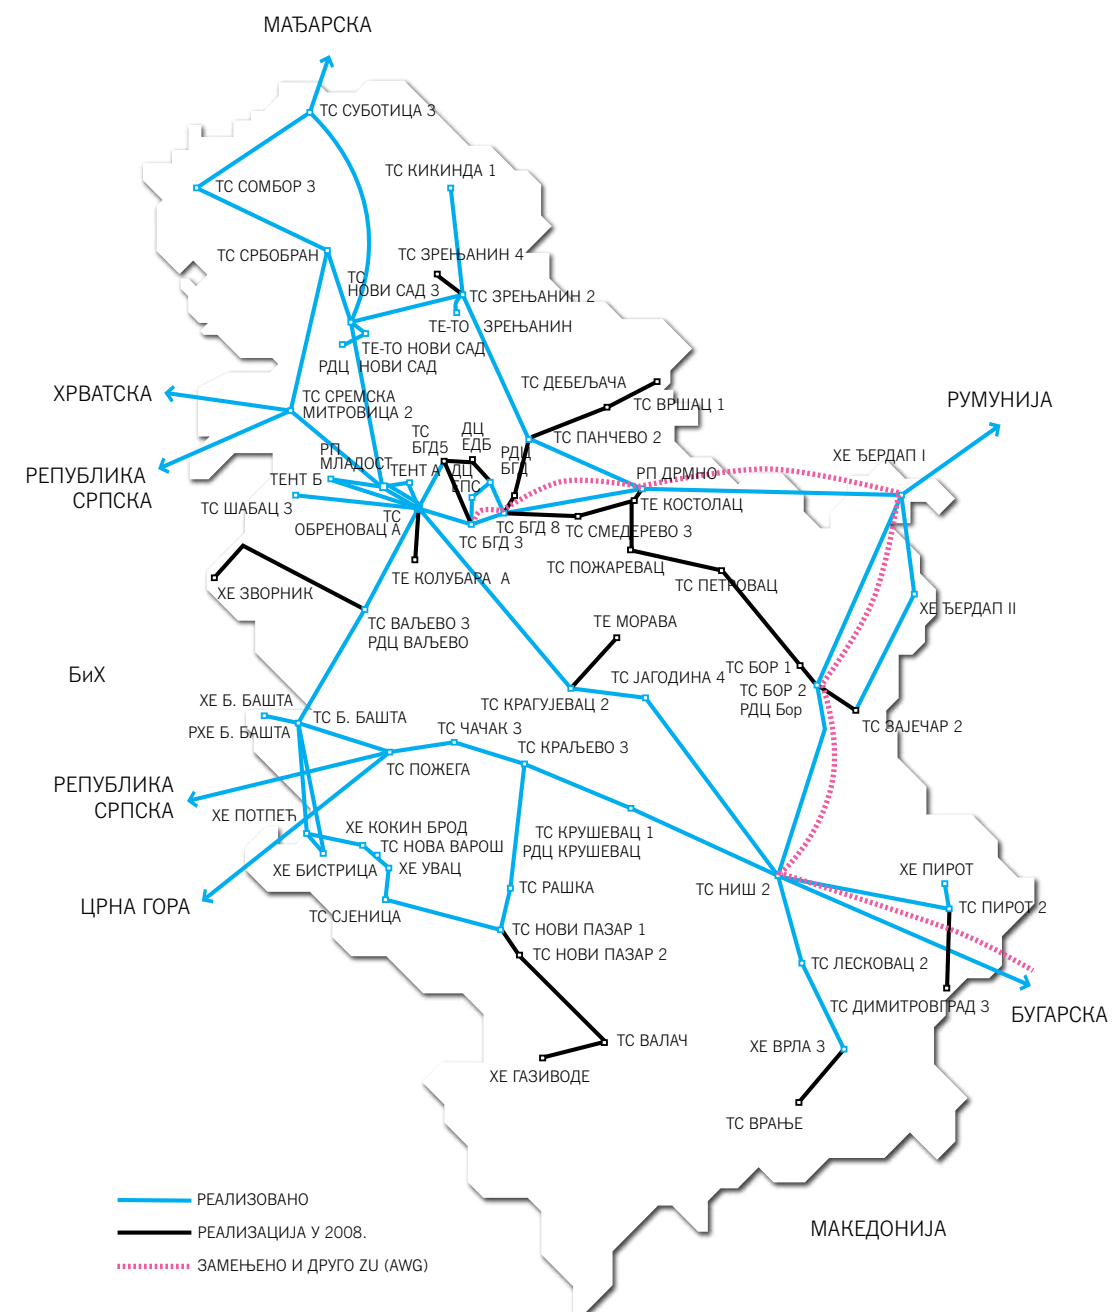 МАЂАРСКА
ТС СУБОТИЦА 3
ТС КИКИНДА 1
ТС СОМБОР 3
ТС СРБОБРАН
ТС ЗРЕЊАНИН 4
ТС
НОВИ САД 3
ТС ЗРЕЊАНИН 2
ТЕ-ТО ЗРЕЊАНИН
ТЕ-ТО НОВИ САД
РДЦ НОВИ САД
ТС ДЕБЕЉАЧА
ХРВАТСКА
ТС СРЕМСКА
МИТРОВИЦА 2
ТС ВРШАЦ 1
РУМУНИЈА
ТС
БГД5
ДЦ
ЕДБ
ТС ПАНЧЕВО 2
РДЦ
БГД
ХЕ ЂЕРДАП I
РП
МЛАДОСТ
РЕПУБЛИКА
СРПСКА
ТЕНТ Б
ТЕНТ А
ДЦ
ЕПС
РП ДРМНО
ТЕ КОСТОЛАЦ
ТС ШАБАЦ 3
ТС
ОБРЕНОВАЦ А
ТС БГД 3
ТС БГД 8
ТС СМЕДЕРЕВО 3
ТС ПОЖАРЕВАЦ
ТС ПЕТРОВАЦ
ТЕ КОЛУБАРА А
ХЕ ЗВОРНИК
ХЕ ЂЕРДАП II
ТС ВАЉЕВО 3
РДЦ ВАЉЕВО
ТЕ МОРАВА
БиХ
ТС ЈАГОДИНА 4
ТС БОР 1
ТС БОР 2
РДЦ Бор
ХЕ Б. БАШТА
ТС КРАГУЈЕВАЦ 2
ТС Б. БАШТА
РХЕ Б. БАШТА
ТС ЗАЈЕЧАР 2
ТС ЧАЧАК 3
ТС КРАЉЕВО 3
ТС ПОЖЕГА
РЕПУБЛИКА
СРПСКА
ХЕ ПОТПЕЋ
ХЕ КОКИН БРОД
ТС НОВА ВАРОШ
ТС КРУШЕВАЦ 1
РДЦ КРУШЕВАЦ
ХЕ БИСТРИЦА
ХЕ УВАЦ
ХЕ ПИРОТ
ТС РАШКА
ТС НИШ 2
ЦРНА ГОРА
ТС СЈЕНИЦА
ТС ПИРОТ 2
ТС НОВИ ПАЗАР 1
ТС НОВИ ПАЗАР 2
ТС ЛЕСКОВАЦ 2
ТС ДИМИТРОВГРАД 3
БУГАРСКА
ТС ВАЛАЧ
ХЕ ВРЛА 3
ХЕ ГАЗИВОДЕ
ТС ВРАЊЕ
РЕАЛИЗОВАНО
РЕАЛИЗАЦИЈА У 2008.
МАКЕДОНИЈА
ЗАМЕЊЕНО И ДРУГО ZU (AWG)